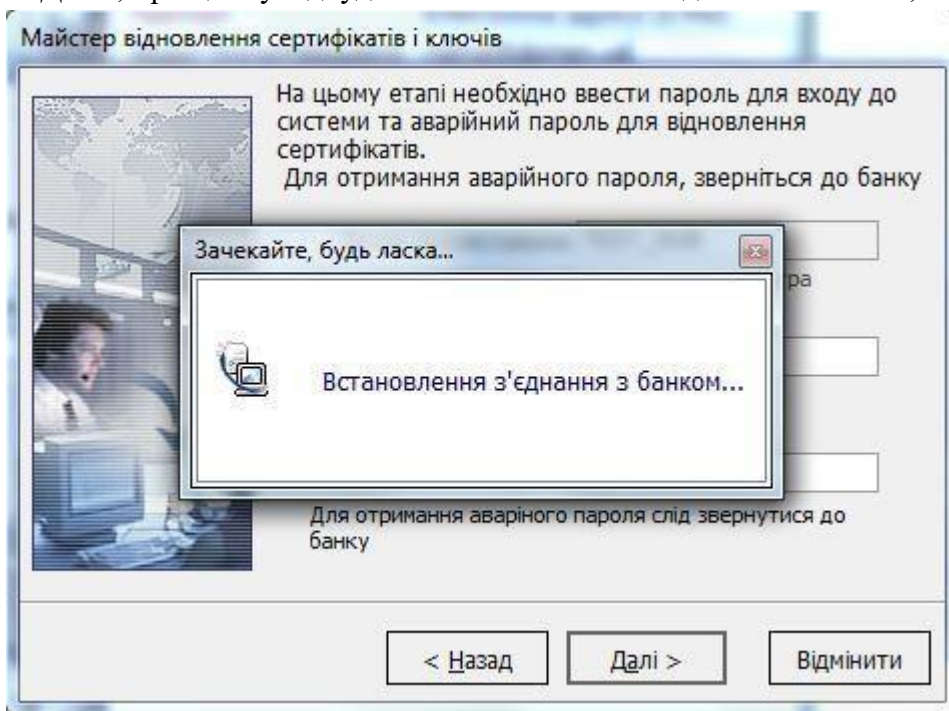 Майстер відновлення сертифікатів і ключів
На цьому етапі необхідно ввести пароль для входу до
системи та аварійний пароль для відновлення
сертифікатів.
Для отримання аварійного пароля, зверніться до банку
Зачекайте, будь ласка...
ра
Встановлення з'єднання з банком...
Для отримання аваріного пароля слід звернутися до
банку
< Назад
Далі >
Відмінити